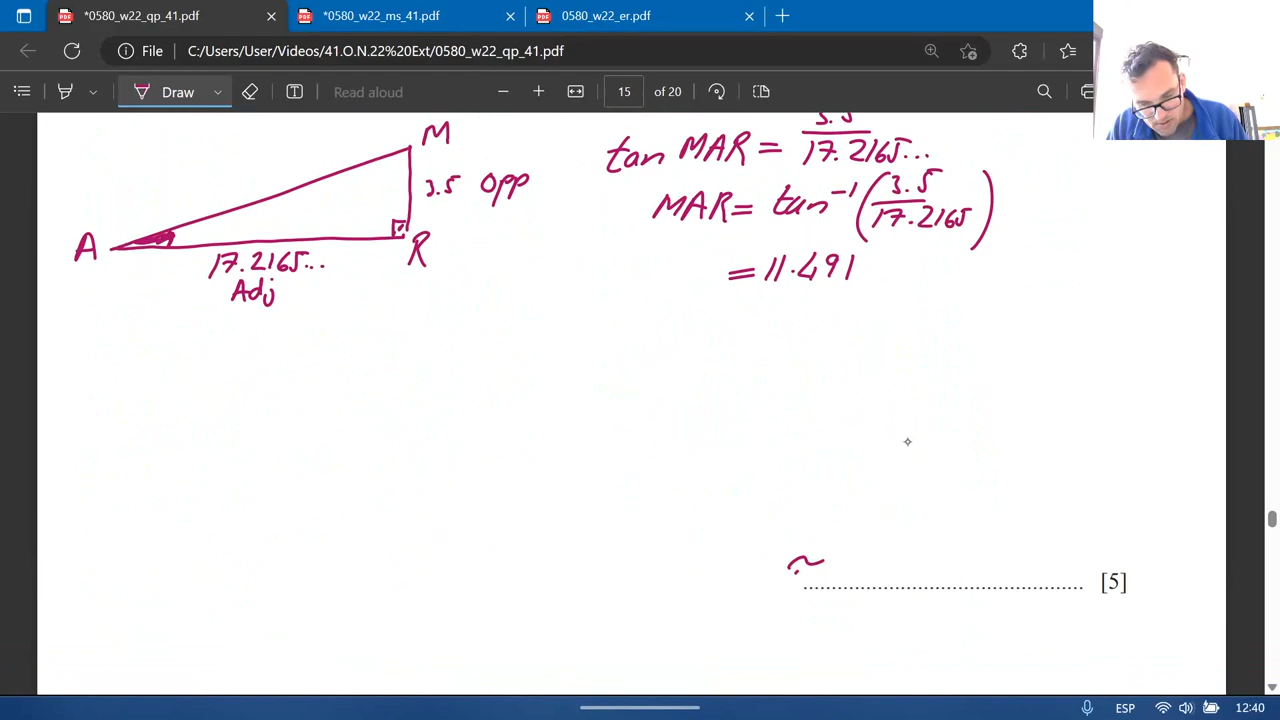 *0580_w22_qp_41.pdf
*0580_w22_ms_41.pdf
0580_w22_er.pdf
File
C:/Users/User/Videos/41.O.N.22%20Ext/0580_w22_qp_41.pdf
Draw
Read aloud
15
of 20
M
3.5 Opp
A
R
17.2165...
Adj
tan MAR = 3.5
17.2165...
MAR = tan⁻¹ ( 3.5
17.2165 )
= 11.491
≈
.................................................. [5]
ESP
12:40